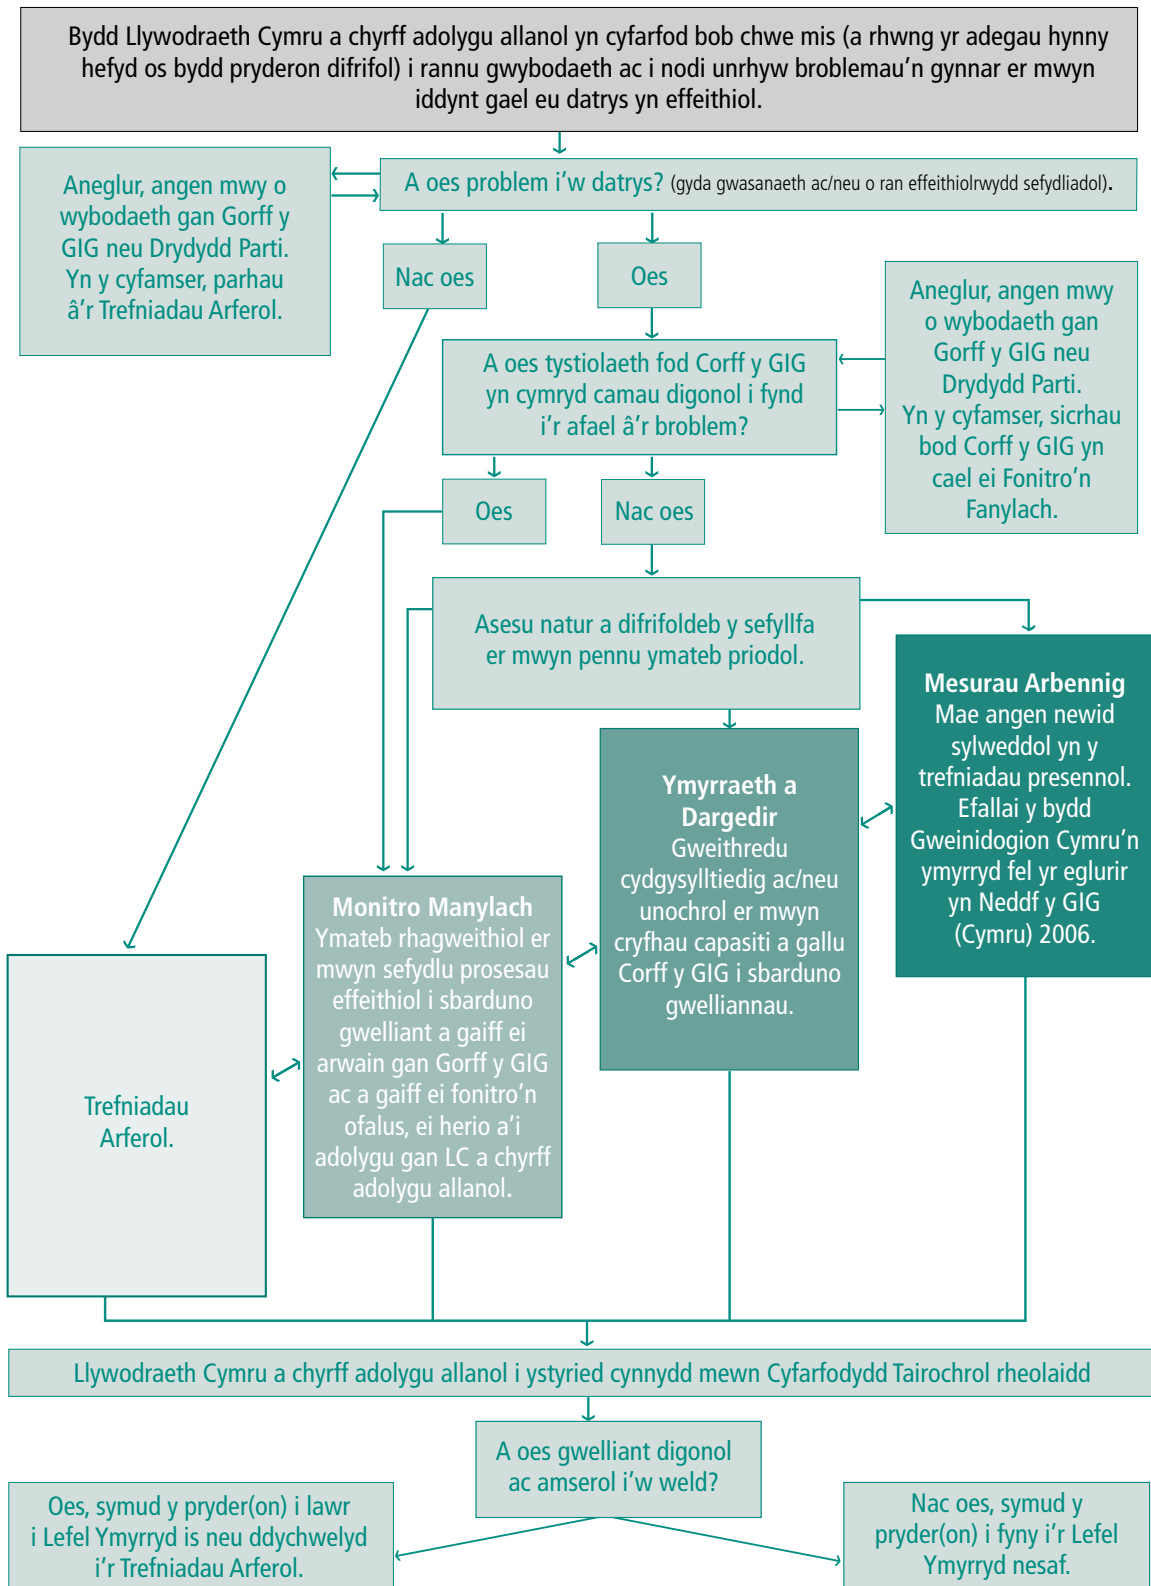 Bydd Llywodraeth Cymru a chyrff adolygu allanol yn cyfarfod bob chwe mis (a rhwng yr adegau hynny
hefyd os bydd pryderon difrifol) i rannu gwybodaeth ac i nodi unrhyw broblemau'n gynnar er mwyn
iddynt gael eu datrys yn effeithiol.
Aneglur, angen mwy o
wybodaeth gan Gorff y
GIG neu Drydydd Parti.
Yn y cyfamser, parhau
â'r Trefniadau Arferol.
A oes problem i'w datrys? (gyda gwasanaeth ac/neu o ran effeithiolrwydd sefydliadol).
Nac oes
Oes
Aneglur, angen mwy
o wybodaeth gan
Gorff y GIG neu
Drydydd Parti.
Yn y cyfamser, sicrhau
bod Corff y GIG yn
cael ei Fonitro'n
Fanylach.
A oes tystiolaeth fod Corff y GIG
yn cymryd camau digonol i fynd
i'r afael â'r broblem?
Oes
Nac oes
Asesu natur a difrifoldeb y sefyllfa
er mwyn pennu ymateb priodol.
Mesurau Arbennig
Mae angen newid
sylweddol yn y
trefniadau presennol.
Efallai y bydd
Gweinidogion Cymru'n
ymyrryd fel yr eglurir
yn Neddf y GIG
(Cymru) 2006.
Ymyrraeth a
Dargedir
Gweithredu
cydgysylltiedig ac/neu
unochrol er mwyn
cryfhau capasiti a gallu
Corff y GIG i sbarduno
gwelliannau.
Monitro Manylach
Ymateb rhagweithiol er
mwyn sefydlu prosesau
effeithiol i sbarduno
gwelliant a gaiff ei
arwain gan Gorff y GIG
ac a gaiff ei fonitro'n
ofalus, ei herio a'i
adolygu gan LC a chyrff
adolygu allanol.
Trefniadau
Arferol.
Llywodraeth Cymru a chyrff adolygu allanol i ystyried cynnydd mewn Cyfarfodydd Tairochrol rheolaidd
A oes gwelliant digonol
ac amserol i'w weld?
Oes, symud y pryder(on) i lawr
i Lefel Ymyrryd is neu ddychwelyd
i'r Trefniadau Arferol.
Nac oes, symud y
pryder(on) i fyny i'r Lefel
Ymyrryd nesaf.